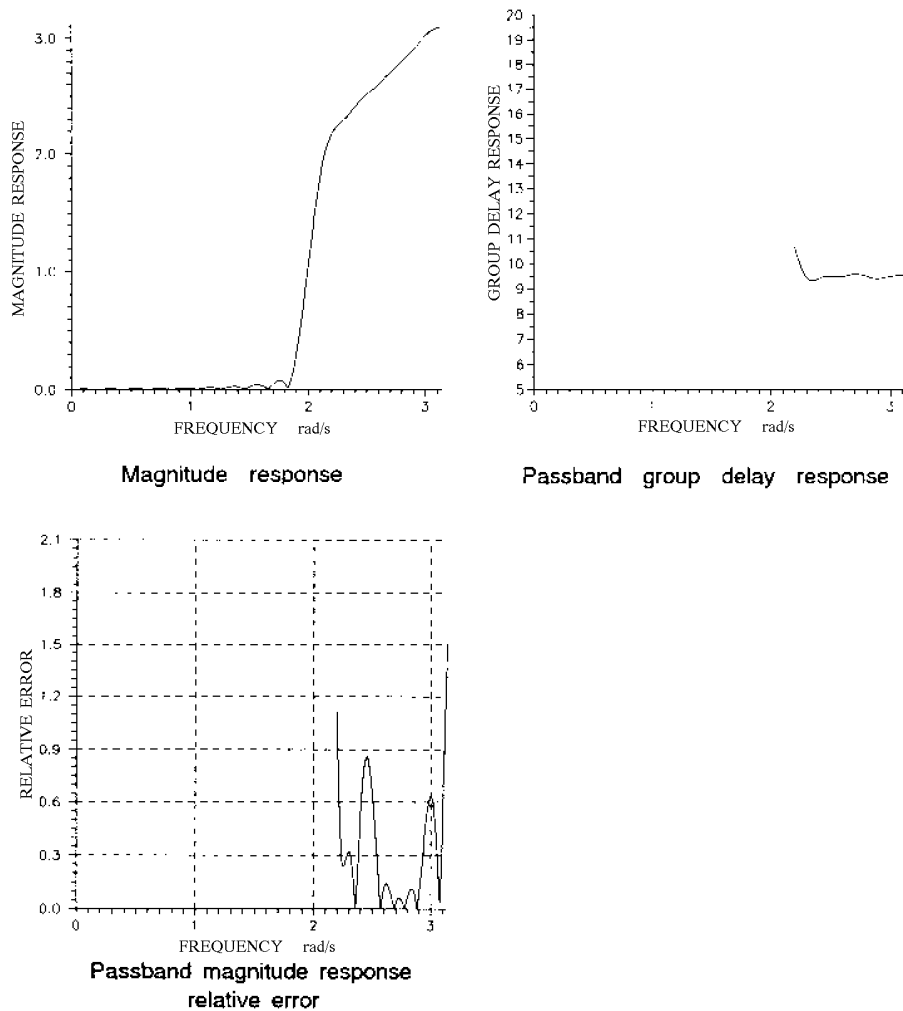 3.0
2.0
1.0
0.0
MAGNITUDE RESPONSE
0 1 2 3
FREQUENCY rad/s
Magnitude response
20
19
18
17
16
15
14
13
12
11
10
9
8
7
6
5
GROUP DELAY RESPONSE
0 1 2 3
FREQUENCY rad/s
Passband group delay response
2.1
1.8
1.5
1.2
0.9
0.6
0.3
0.0
RELATIVE ERROR
0 1 2 3
FREQUENCY rad/s
Passband magnitude response
relative error